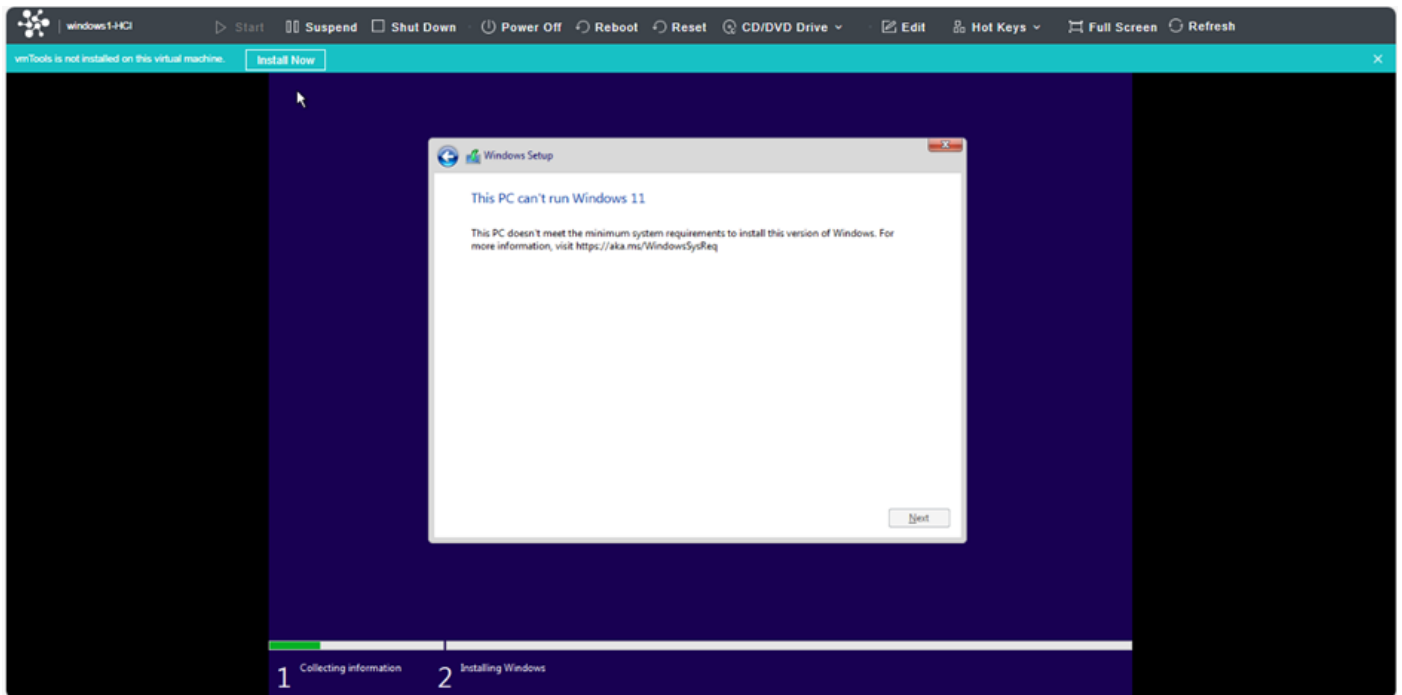 windows1-HCI Start Suspend Shut Down Power Off Reboot Reset CD/DVD Drive Edit Hot Keys Full Screen Refresh
vmTools is not installed on this virtual machine. Install Now
Windows Setup
This PC can't run Windows 11
This PC doesn't meet the minimum system requirements to install this version of Windows. For
more information, visit https://aka.ms/WindowsSysReq
Next
1 Collecting information 2 Installing Windows